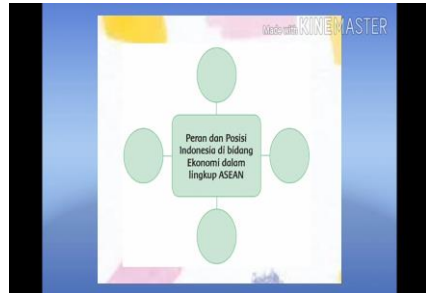 Made with KINEMASTER
Peran dan Posisi
Indonesia di bidang
Ekonomi dalam
lingkup ASEAN